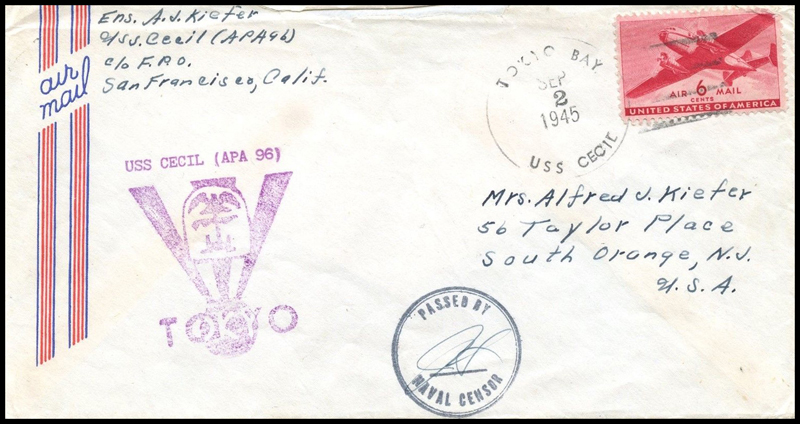 Ens. A.J. Kiefer
USS. Cecil (APA96)
c/o F.P.O.
San Francisco, Calif.
air
mail
TOKYO BAY
SEP
2
1945
USS CECIL
AIR 6 MAIL
CENTS
UNITED STATES OF AMERICA
USS CECIL (APA 96)
TOKYO
Mrs. Alfred J. Kiefer
56 Taylor Place
South Orange, N.J.
U.S.A.
PASSED BY
NAVAL CENSOR